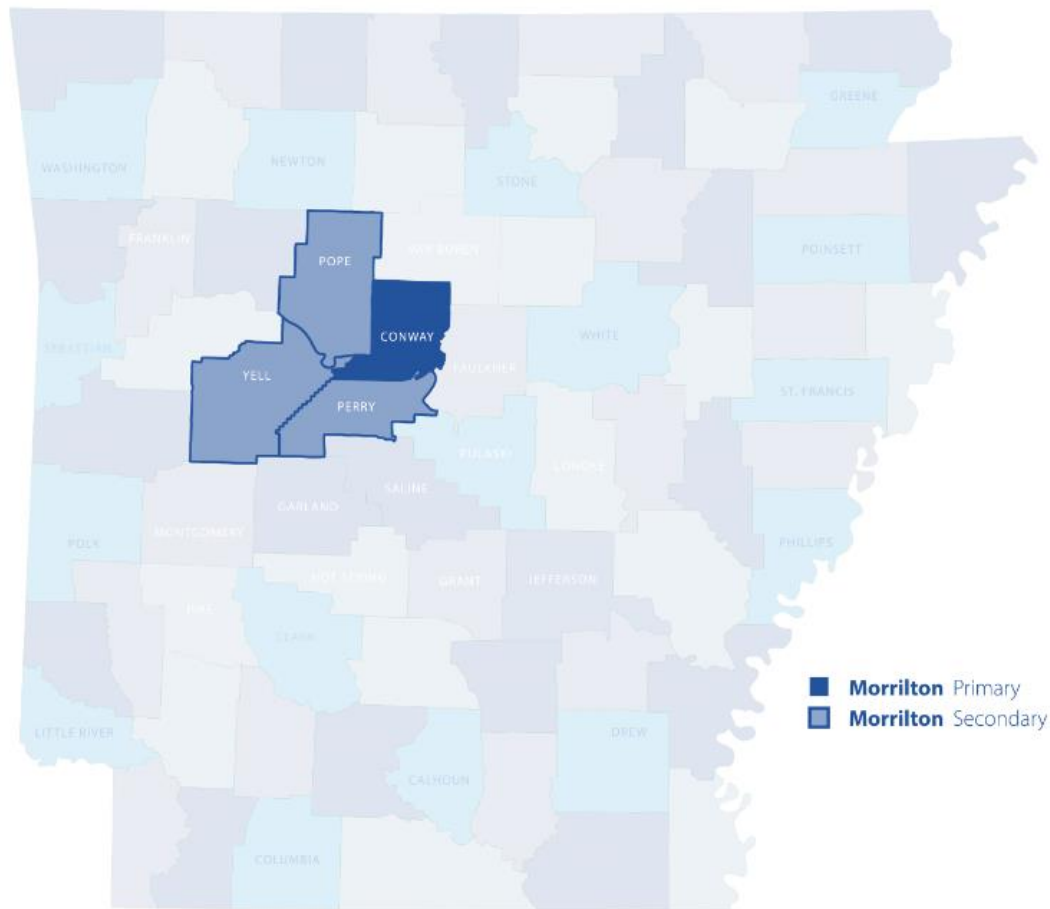 GREENE
WASHINGTON
NEWTON
STONE
FRANKLIN
VAN BUREN
POINSETT
POPE
CONWAY
WHITE
SEBASTIAN
FAULKNER
YELL
ST. FRANCIS
PERRY
PULASKI
LONOKE
SALINE
GARLAND
MONTGOMERY
POLK
PHILLIPS
HOT SPRING
GRANT
JEFFERSON
PIKE
CLARK
Morrilton Primary
Morrilton Secondary
LITTLE RIVER
DREW
CALHOUN
COLUMBIA